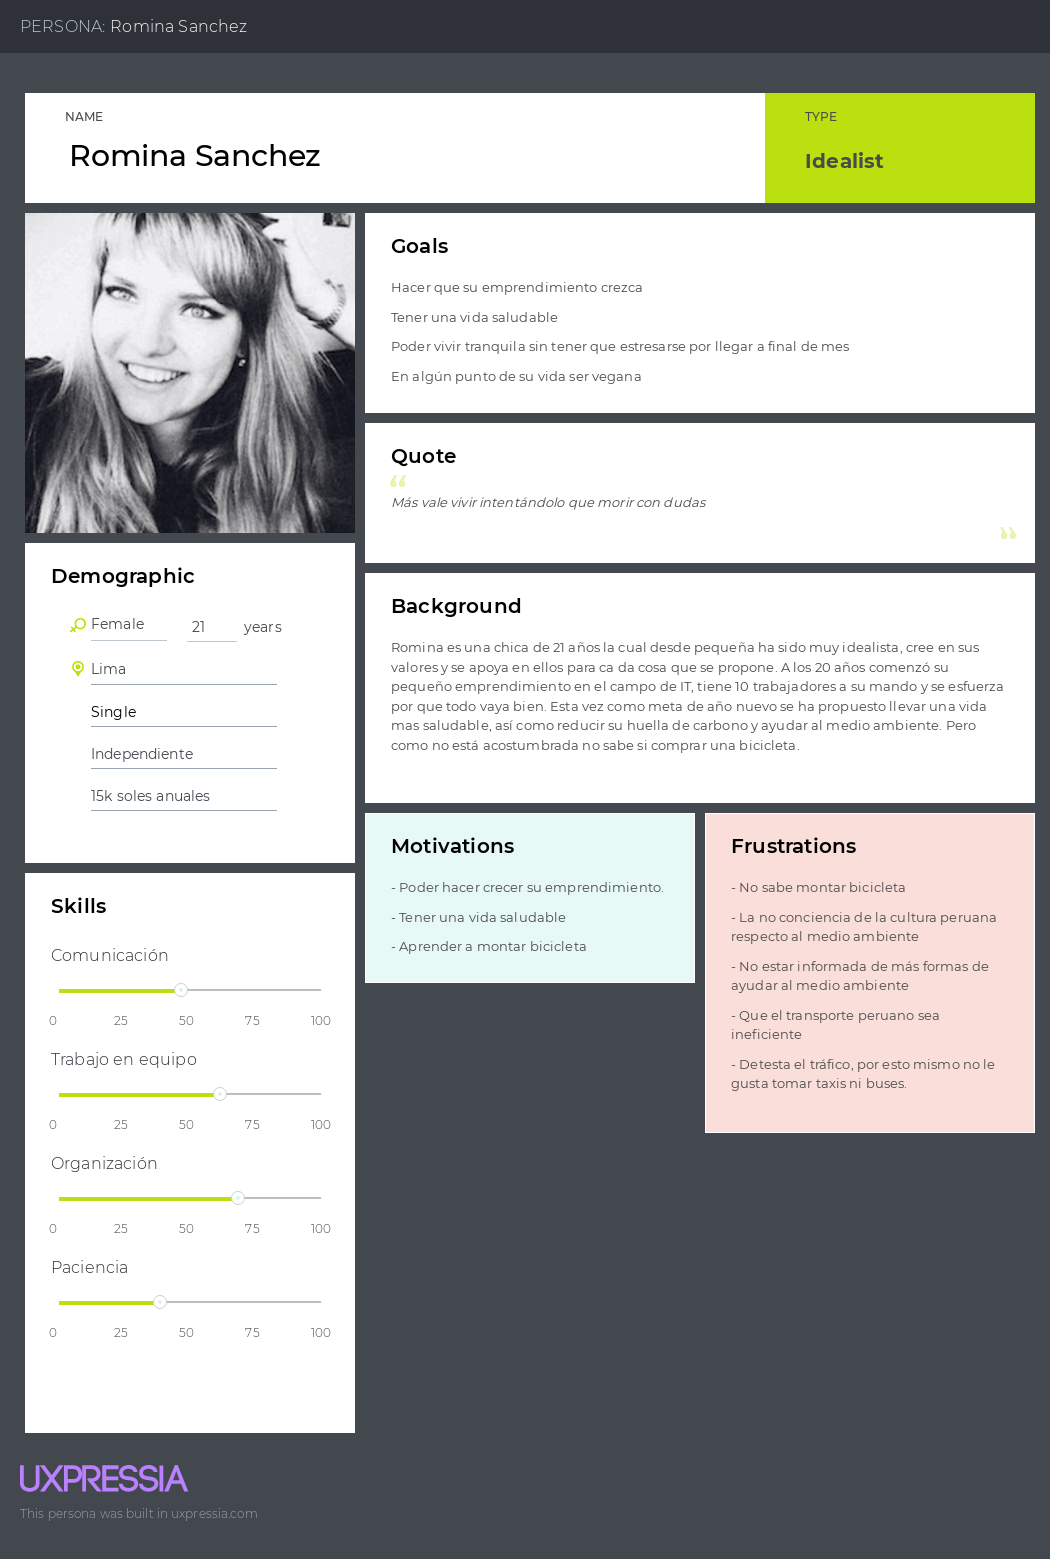 PERSONA: Romina Sanchez
NAME
Romina Sanchez
TYPE
Idealist
Goals
Hacer que su emprendimiento crezca
Tener una vida saludable
Poder vivir tranquila sin tener que estresarse por llegar a final de mes
En algún punto de su vida ser vegana
Quote
“
Más vale vivir intentándolo que morir con dudas
”
Demographic
Female 21 years
Lima
Single
Independiente
15k soles anuales
Background
Romina es una chica de 21 años la cual desde pequeña ha sido muy idealista, cree en sus
valores y se apoya en ellos para ca da cosa que se propone. A los 20 años comenzó su
pequeño emprendimiento en el campo de IT, tiene 10 trabajadores a su mando y se esfuerza
por que todo vaya bien. Esta vez como meta de año nuevo se ha propuesto llevar una vida
mas saludable, así como reducir su huella de carbono y ayudar al medio ambiente. Pero
como no está acostumbrada no sabe si comprar una bicicleta.
Skills
Comunicación
0 25 50 75 100
Trabajo en equipo
0 25 50 75 100
Organización
0 25 50 75 100
Paciencia
0 25 50 75 100
Motivations
- Poder hacer crecer su emprendimiento.
- Tener una vida saludable
- Aprender a montar bicicleta
Frustrations
- No sabe montar bicicleta
- La no conciencia de la cultura peruana
respecto al medio ambiente
- No estar informada de más formas de
ayudar al medio ambiente
- Que el transporte peruano sea
ineficiente
- Detesta el tráfico, por esto mismo no le
gusta tomar taxis ni buses.
UXPRESSIA
This persona was built in uxpressia.com